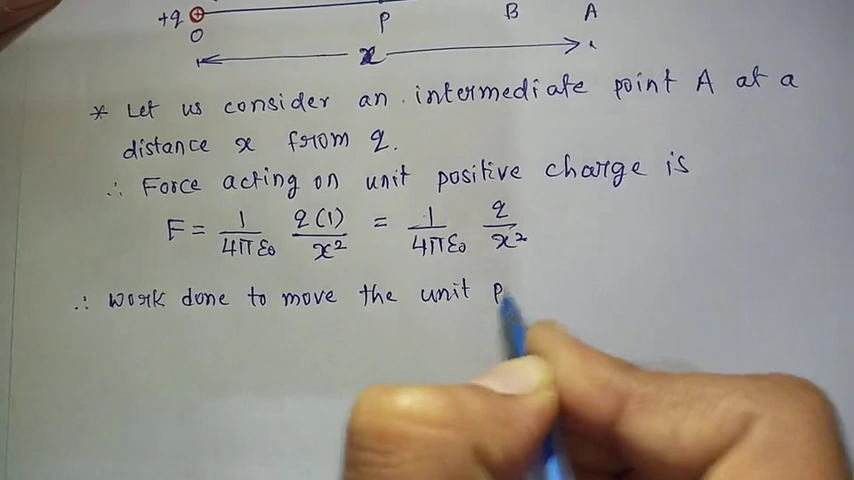 +q + P B A
O
x
* Let us consider an intermediate point A at a
distance x from q.
∴ Force acting on unit positive charge is
F = 1/4πε₀ q(1)/x² = 1/4πε₀ q/x²
∴ work done to move the unit p